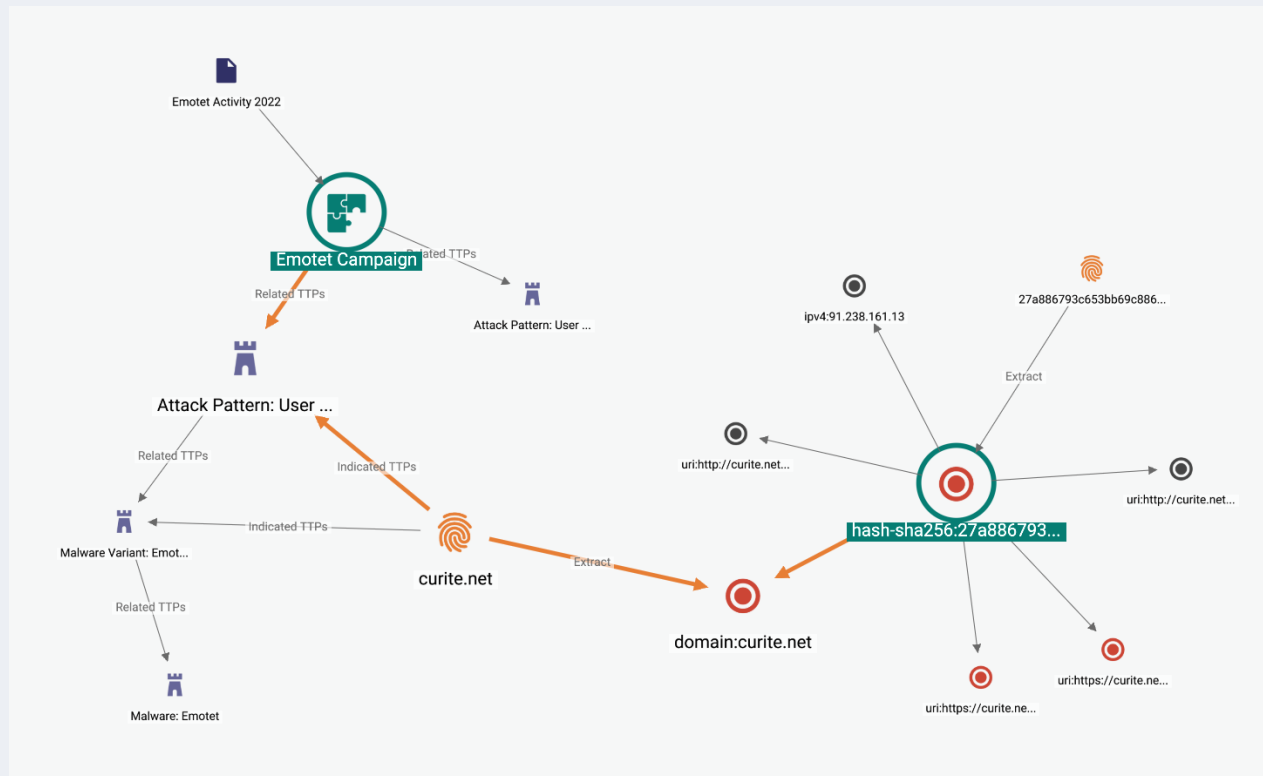 Emotet Activity 2022
Related TTPs
Emotet Campaign
Related TTPs
Attack Pattern: User ...
27a886793c653bb69c886...
ipv4:91.238.161.13
Extract
Attack Pattern: User ...
Related TTPs
Indicated TTPs
uri:http://curite.net...
uri:http://curite.net...
Indicated TTPs
hash-sha256:27a886793...
Malware Variant: Emot...
Extract
curite.net
Related TTPs
domain:curite.net
uri:https://curite.ne...
uri:https://curite.ne...
Malware: Emotet